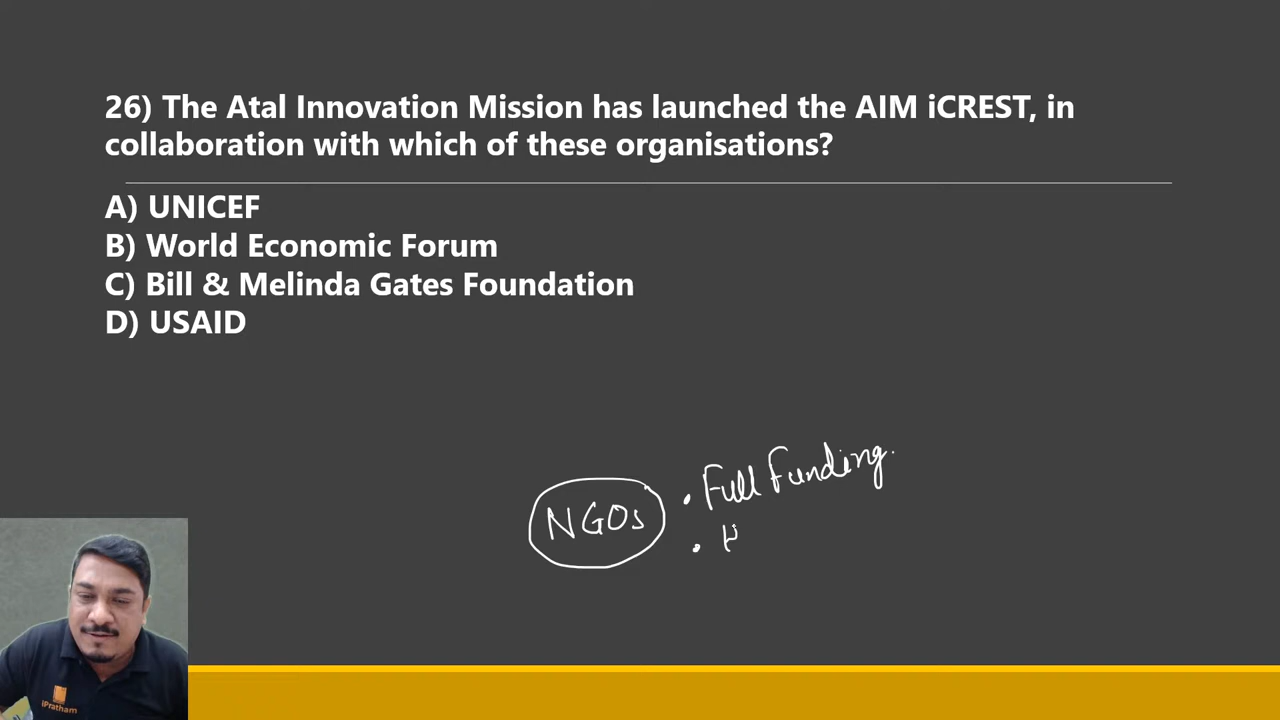 26) The Atal Innovation Mission has launched the AIM iCREST, in
collaboration with which of these organisations?
A) UNICEF
B) World Economic Forum
C) Bill & Melinda Gates Foundation
D) USAID
• Full Funding.
NGOs
•
iPratham